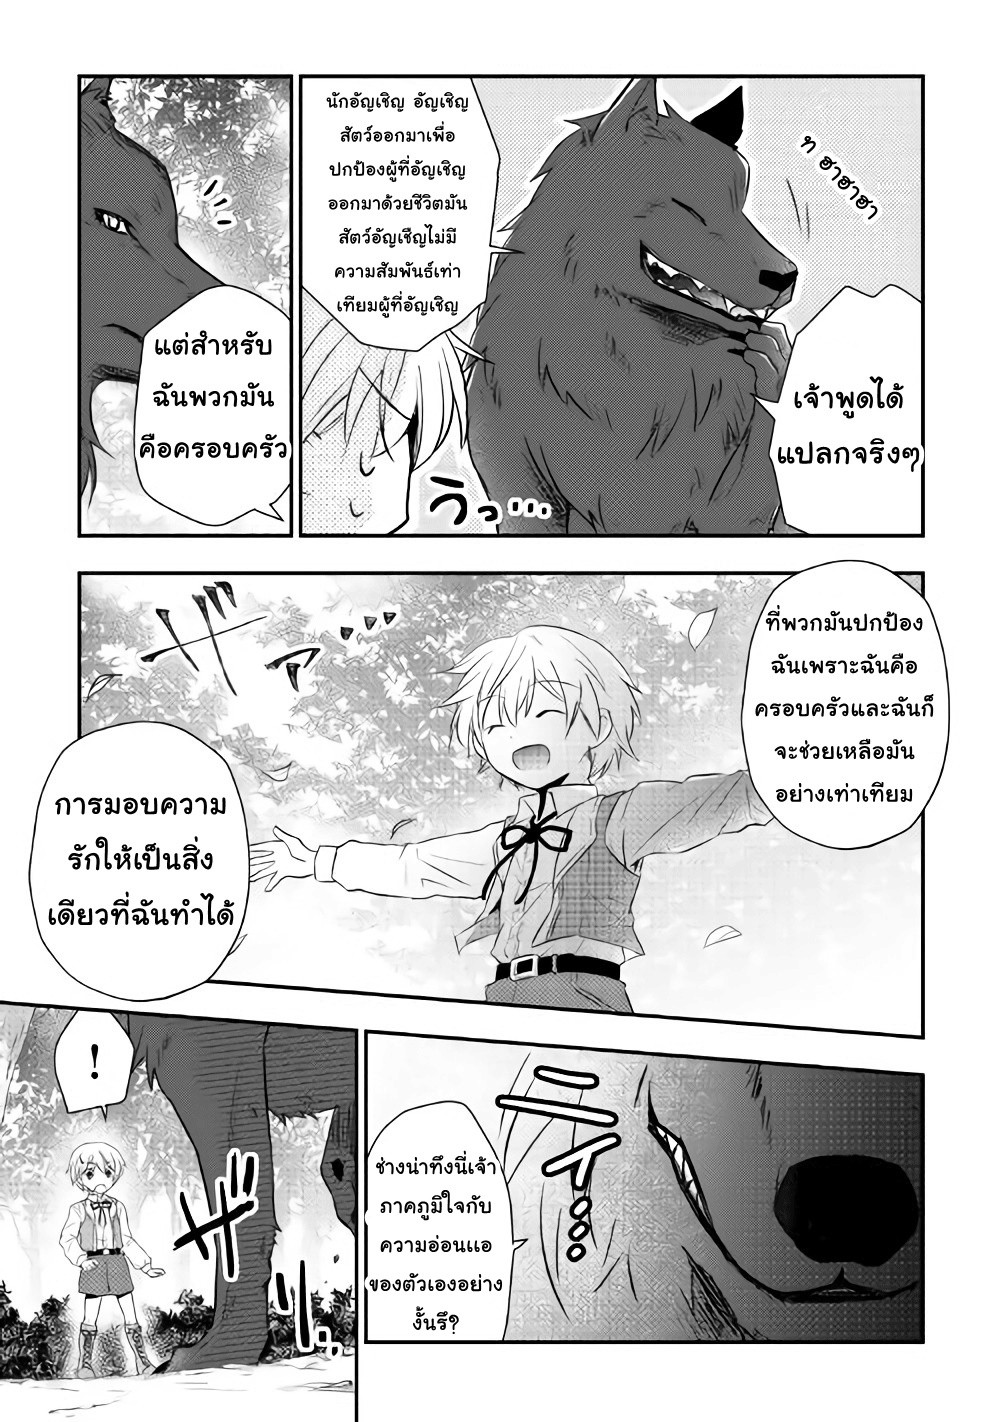 ท ฮาฮาฮา
เจ้าพูดได้
แปลกจริงๆ
นักอัญเชิญ อัญเชิญ
สัตว์ออกมาเพื่อ
ปกป้องผู้ที่อัญเชิญ
ออกมาด้วยชีวิตมัน
สัตว์อัญเชิญไม่มี
ความสัมพันธ์เท่า
เทียมผู้ที่อัญเชิญ
うっ…
แต่สำหรับ
ฉันพวกมัน
คือครอบครัว
ที่พวกมันปกป้อง
ฉันเพราะฉันคือ
ครอบครัวและฉันก็
จะช่วยเหลือมัน
อย่างเท่าเทียม
การมอบความ
รักให้เป็นสิ่ง
เดียวที่ฉันทำได้
ニイ…
ช่างน่าทึ่งนี่เจ้า
ภาคภูมิใจกับ
ความอ่อนแอ
ของตัวเองอย่าง
งั้นรึ?
!